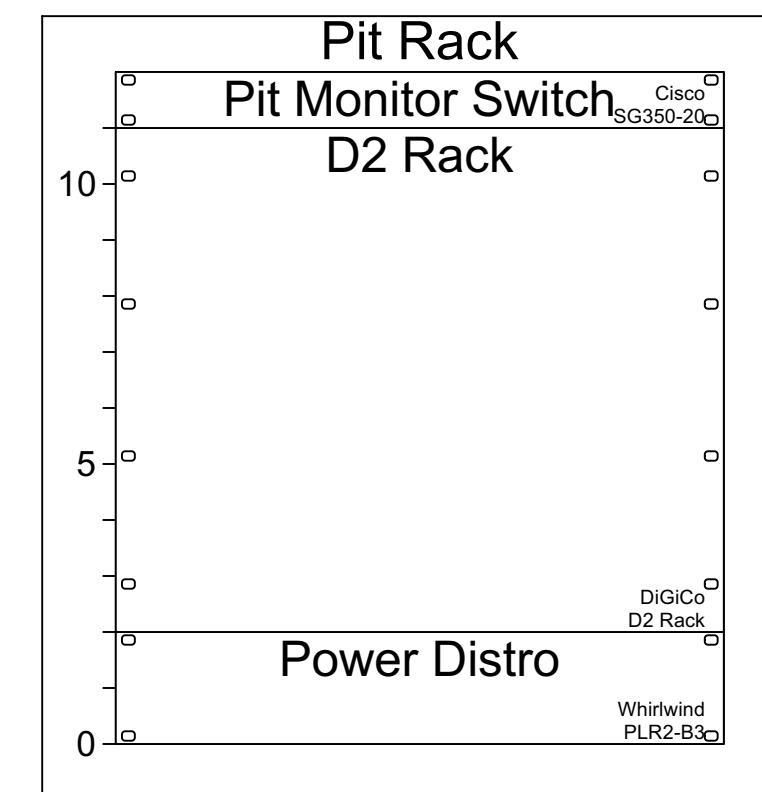 Pit Rack
Pit Monitor Switch
Cisco
SG350-20
D2 Rack
10
5
DiGiCo
D2 Rack
Power Distro
Whirlwind
PLR2-B3
0